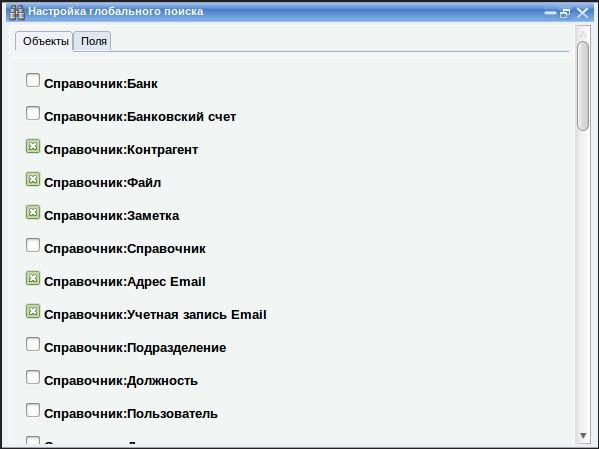 Настройка глобального поиска
Объекты Поля
Справочник:Банк
Справочник:Банковский счет
Справочник:Контрагент
Справочник:Файл
Справочник:Заметка
Справочник:Справочник
Справочник:Адрес Email
Справочник:Учетная запись Email
Справочник:Подразделение
Справочник:Должность
Справочник:Пользователь